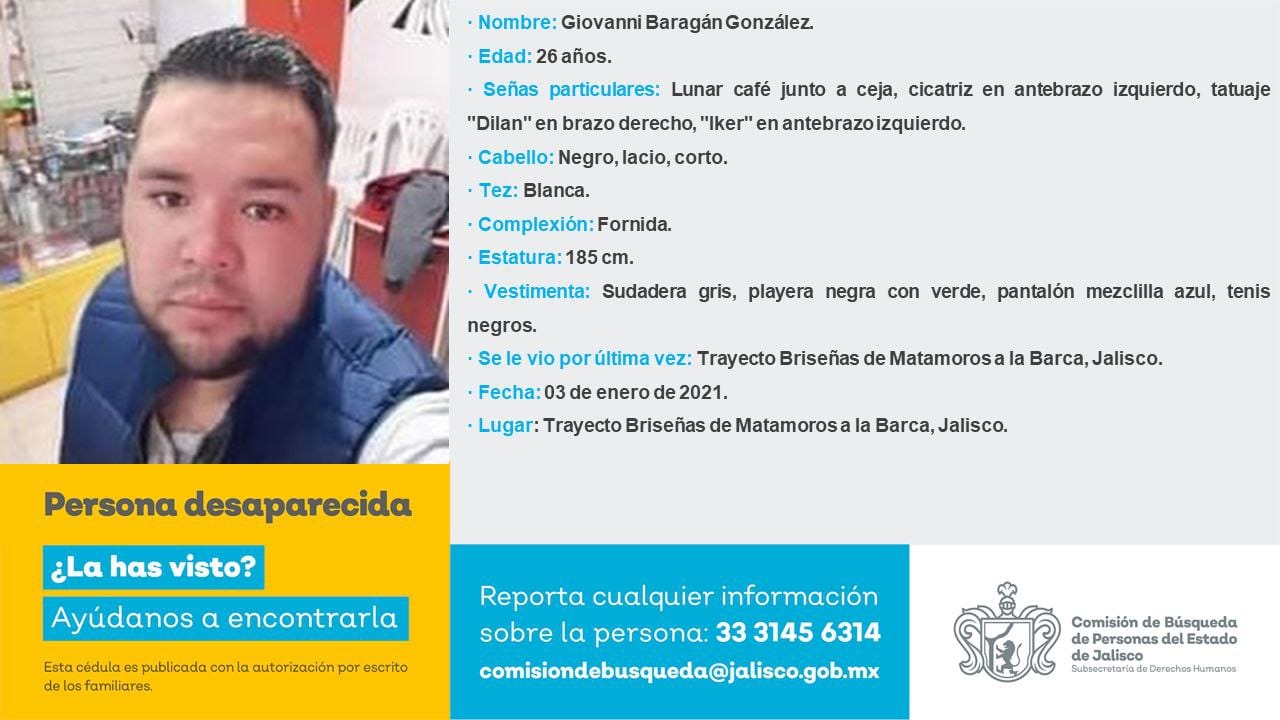 · Nombre: Giovanni Baragán González.
· Edad: 26 años.
· Señas particulares: Lunar café junto a ceja, cicatriz en antebrazo izquierdo, tatuaje
"Dilan" en brazo derecho, "Iker" en antebrazo izquierdo.
· Cabello: Negro, lacio, corto.
· Tez: Blanca.
· Complexión: Fornida.
· Estatura: 185 cm.
· Vestimenta: Sudadera gris, playera negra con verde, pantalón mezclilla azul, tenis
negros.
· Se le vio por última vez: Trayecto Briseñas de Matamoros a la Barca, Jalisco.
· Fecha: 03 de enero de 2021.
· Lugar: Trayecto Briseñas de Matamoros a la Barca, Jalisco.
Persona desaparecida
¿La has visto?
Ayúdanos a encontrarla
Esta cédula es publicada con la autorización por escrito
de los familiares.
Reporta cualquier información
sobre la persona: 33 3145 6314
comisiondebusqueda@jalisco.gob.mx
Comisión de Búsqueda
de Personas del Estado
de Jalisco
Subsecretaría de Derechos Humanos